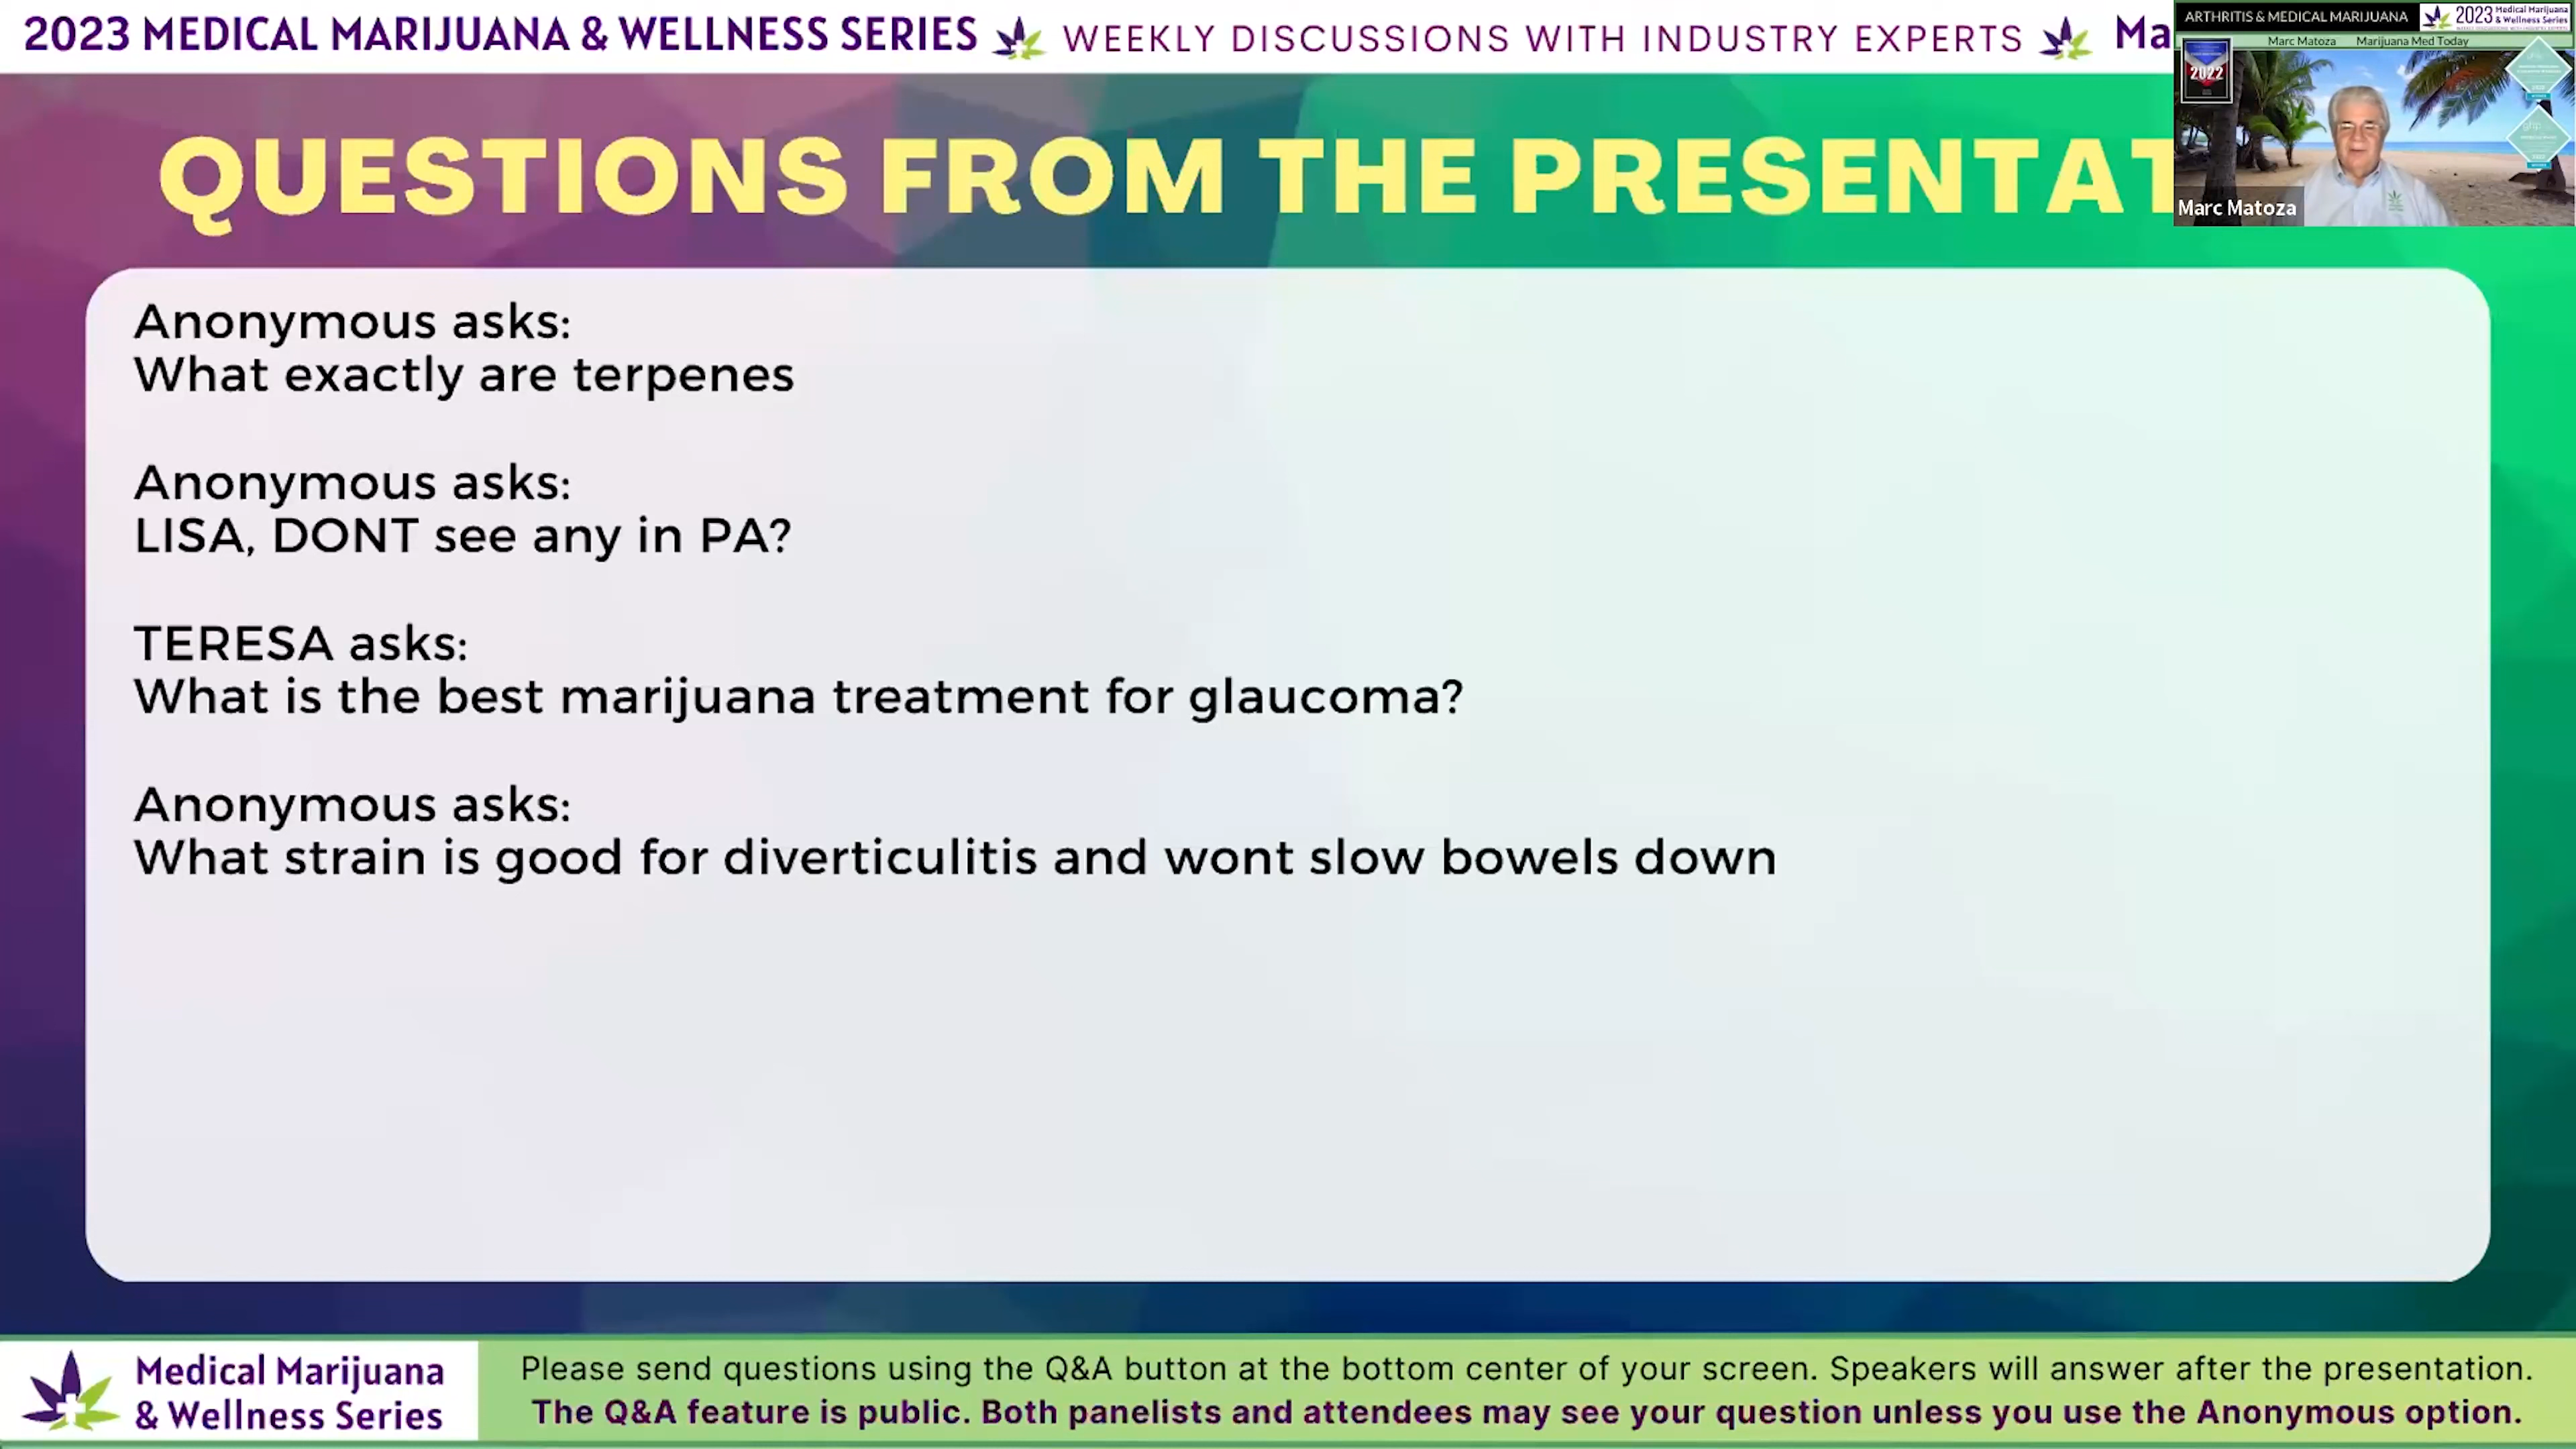 2023 MEDICAL MARIJUANA & WELLNESS SERIES WEEKLY DISCUSSIONS WITH INDUSTRY EXPERTS Ma
ARTHRITIS & MEDICAL MARIJUANA
2023 Medical Marijuana
& Wellness Series
Marc Matoza Marijuana Med Today
2022
Marc Matoza
QUESTIONS FROM THE PRESENTAT
Anonymous asks:
What exactly are terpenes
Anonymous asks:
LISA, DONT see any in PA?
TERESA asks:
What is the best marijuana treatment for glaucoma?
Anonymous asks:
What strain is good for diverticulitis and wont slow bowels down
Medical Marijuana
& Wellness Series
Please send questions using the Q&A button at the bottom center of your screen. Speakers will answer after the presentation.
The Q&A feature is public. Both panelists and attendees may see your question unless you use the Anonymous option.